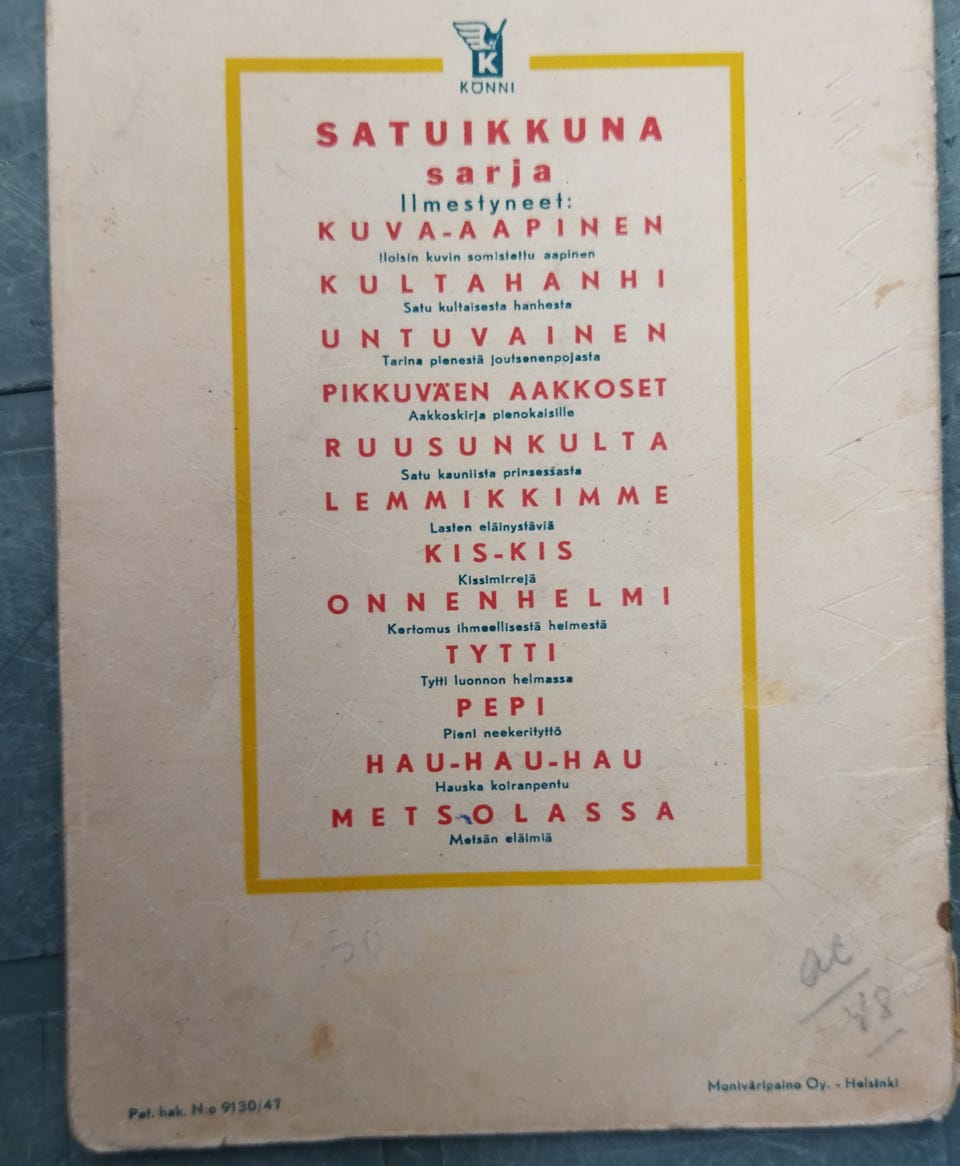 K
KÖNNI
SATUIKKUNA
sarja
Ilmestyneet:
KUVA-AAPINEN
Iloisin kuvin somistettu aapinen
KULTAHANHI
Satu kultaisesta hanhesta
UNTUVAINEN
Tarina pienestä joutsenenpojasta
PIKKUVÄEN AAKKOSET
Aakkoskirja pienokaisille
RUUSUNKULTA
Satu kauniista prinsessasta
LEMMIKKIMME
Lasten eläinystäviä
KIS-KIS
Kissimirrejä
ONNENHELMI
Kertomus ihmeellisestä helmestä
TYTTI
Tytti luonnon helmassa
PEPI
Pieni neekerityttö
HAU-HAU-HAU
Hauska koiranpentu
METSOLASSA
Metsän eläimiä
50
48
Moniväripaino Oy. - Helsinki
Pat. hak. N:o 9130/47